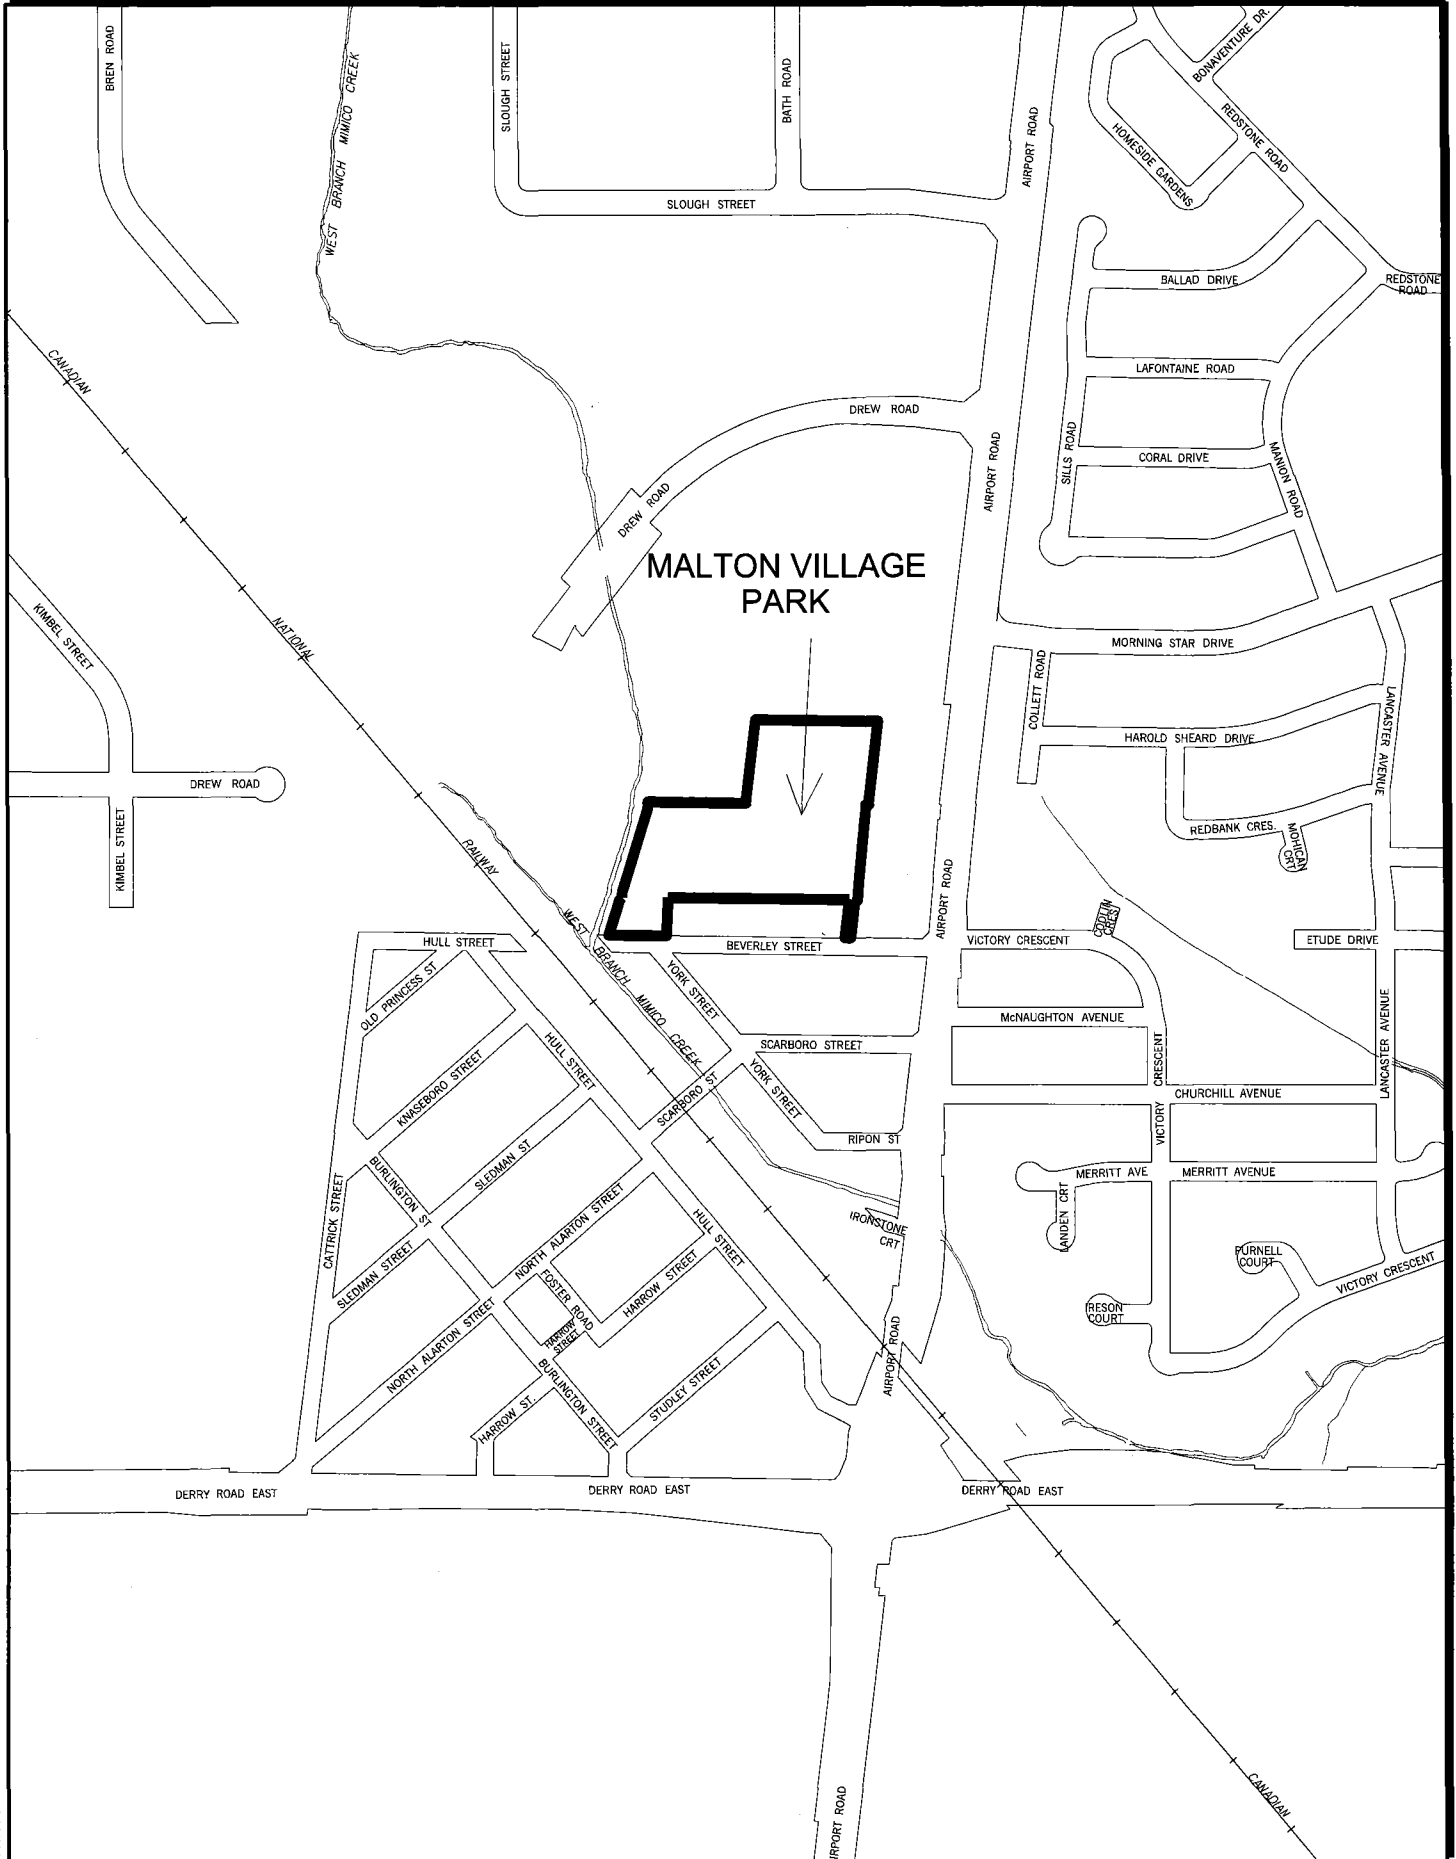 BREN ROAD
WEST BRANCH MIMICO CREEK
SLOUGH STREET
BATH ROAD
AIRPORT ROAD
BONAVENTURE DR.
REDSTONE ROAD
HOMESIDE GARDENS
SLOUGH STREET
BALLAD DRIVE
REDSTONE
ROAD
CANADIAN
LAFONTAINE ROAD
DREW ROAD
SILLS ROAD
CORAL DRIVE
MANION ROAD
AIRPORT ROAD
DREW ROAD
MALTON VILLAGE
PARK
KIMBEL STREET
NATIONAL
MORNING STAR DRIVE
COLLETT ROAD
LANCASTER AVENUE
HAROLD SHEARD DRIVE
DREW ROAD
KIMBEL STREET
RAILWAY
REDBANK CRES.
MOHICAN
CRT
AIRPORT ROAD
CODLIN
CRES
WEST BRANCH MIMICO CREEK
HULL STREET
BEVERLEY STREET
VICTORY CRESCENT
ETUDE DRIVE
OLD PRINCESS ST
YORK STREET
McNAUGHTON AVENUE
LANCASTER AVENUE
HULL STREET
SCARBORO STREET
KNASEBORO STREET
YORK STREET
SCARBORO ST
VICTORY CRESCENT
CHURCHILL AVENUE
RIPON ST
SLEDMAN ST
BURLINGTON ST
MERRITT AVE
MERRITT AVENUE
CATTRICK STREET
NORTH ALARTON STREET
HULL STREET
IRONSTONE
CRT
LANDEN CRT
SLEDMAN STREET
FOSTER ROAD
HARROW STREET
PURNELL
COURT
VICTORY CRESCENT
HARROW
STREET
RESON
COURT
NORTH ALARTON STREET
AIRPORT ROAD
BURLINGTON STREET
STUDLEY STREET
HARROW ST.
DERRY ROAD EAST
DERRY ROAD EAST
DERRY ROAD EAST
CANADIAN
AIRPORT ROAD